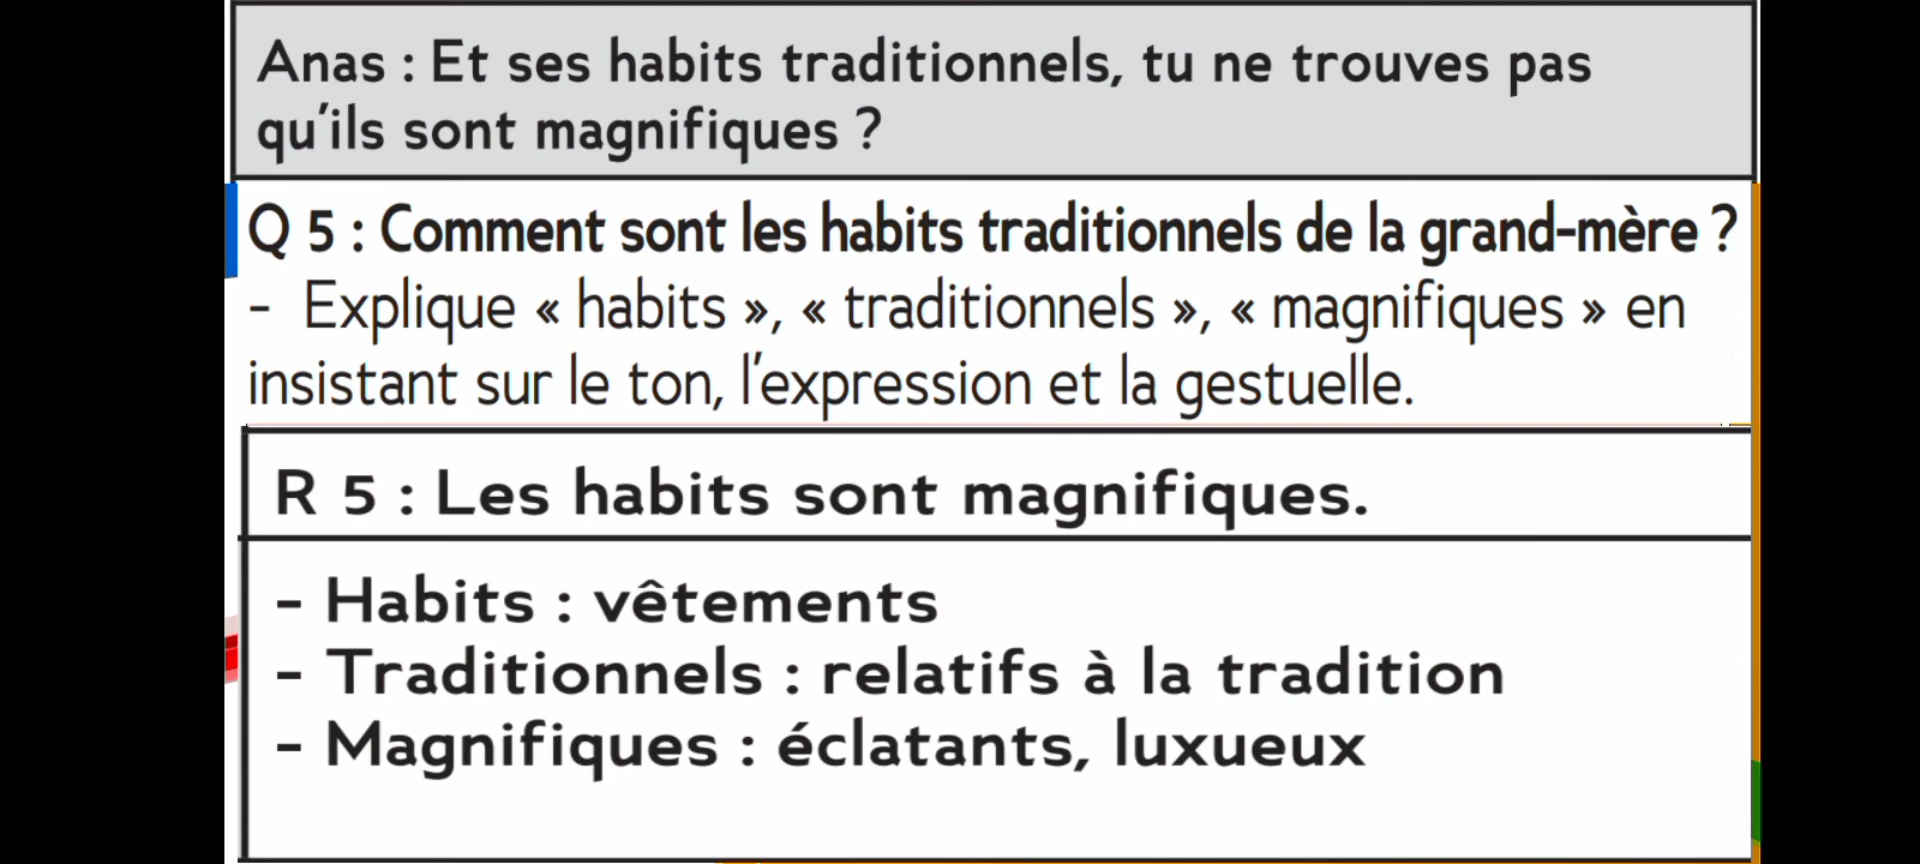 Anas : Et ses habits traditionnels, tu ne trouves pas
qu'ils sont magnifiques ?
Q 5 : Comment sont les habits traditionnels de la grand-mère ?
- Explique « habits », « traditionnels », « magnifiques » en
insistant sur le ton, l'expression et la gestuelle.
R 5 : Les habits sont magnifiques.
- Habits : vêtements
- Traditionnels : relatifs à la tradition
- Magnifiques : éclatants, luxueux